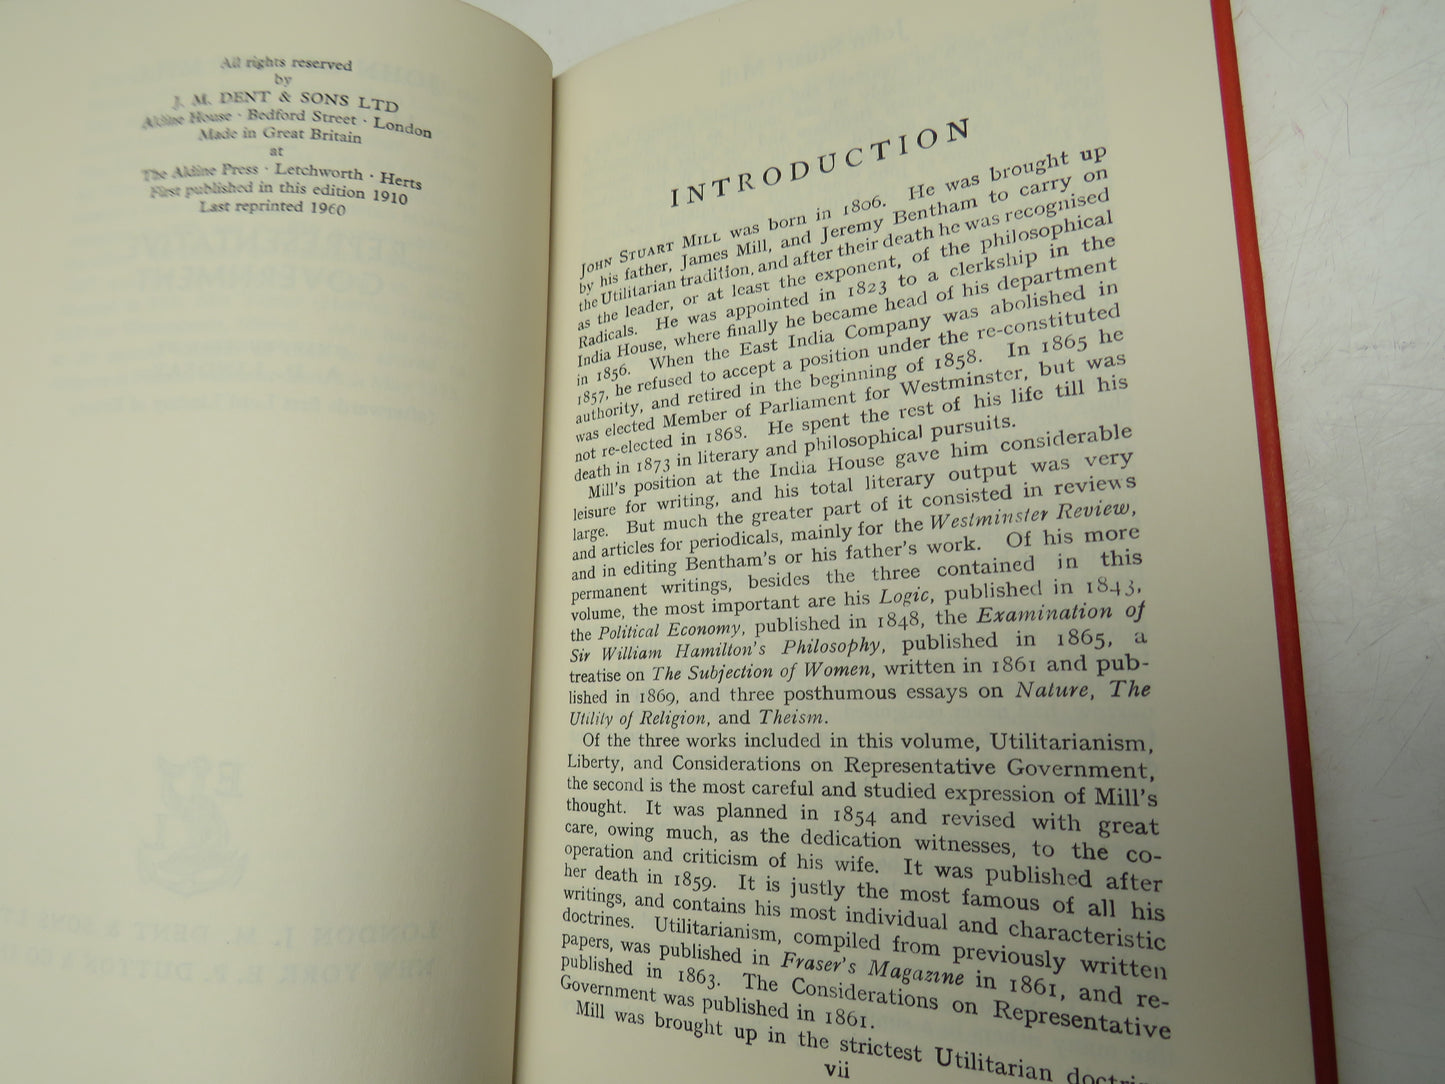 All rights reserved
by
J. M. DENT & SONS LTD
Aldine House · Bedford Street · London
Made in Great Britain
at
The Aldine Press · Letchworth · Herts
First published in this edition 1910
Last reprinted 1960
INTRODUCTION
JOHN STUART MILL was born in 1806. He was brought up
by his father, James Mill, and Jeremy Bentham to carry on
the Utilitarian tradition, and after their death he was recognised
as the leader, or at least the exponent, of the philosophical
Radicals. He was appointed in 1823 to a clerkship in the
India House, where finally he became head of his department
in 1856. When the East India Company was abolished in
1857, he refused to accept a position under the re-constituted
authority, and retired in the beginning of 1858. In 1865 he
was elected Member of Parliament for Westminster, but was
not re-elected in 1868. He spent the rest of his life till his
death in 1873 in literary and philosophical pursuits.
Mill's position at the India House gave him considerable
leisure for writing, and his total literary output was very
large. But much the greater part of it consisted in reviews
and articles for periodicals, mainly for the Westminster Review,
and in editing Bentham's or his father's work. Of his more
permanent writings, besides the three contained in this
volume, the most important are his Logic, published in 1843,
the Political Economy, published in 1848, the Examination of
Sir William Hamilton's Philosophy, published in 1865, a
treatise on The Subjection of Women, written in 1861 and pub-
lished in 1869, and three posthumous essays on Nature, The
Utility of Religion, and Theism.
Of the three works included in this volume, Utilitarianism,
Liberty, and Considerations on Representative Government,
the second is the most careful and studied expression of Mill's
thought. It was planned in 1854 and revised with great
care, owing much, as the dedication witnesses, to the co-
operation and criticism of his wife. It was published after
her death in 1859. It is justly the most famous of all his
writings, and contains his most individual and characteristic
doctrines. Utilitarianism, compiled from previously written
papers, was published in Fraser's Magazine in 1861, and re-
published in 1863. The Considerations on Representative
Government was published in 1861.
Mill was brought up in the strictest Utilitarian
vii